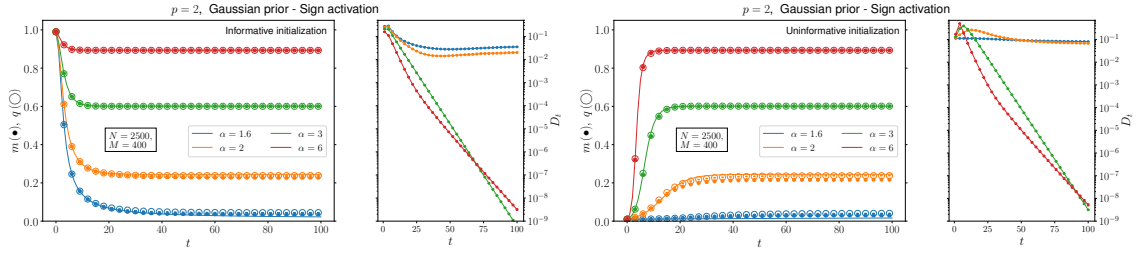 p = 2, Gaussian prior - Sign activation
Informative initialization
m(●), q(○)
1.0
0.8
0.6
0.4
0.2
0.0
N = 2500,
M = 400
α = 1.6
α = 2
α = 3
α = 6
0 20 40 60 80 100
t
10⁻¹
10⁻²
10⁻³
10⁻⁴
10⁻⁵
10⁻⁶
10⁻⁷
10⁻⁸
10⁻⁹
D_t
0 25 50 75 100
t
p = 2, Gaussian prior - Sign activation
Uninformative initialization
m(●), q(○)
1.0
0.8
0.6
0.4
0.2
0.0
N = 2500,
M = 400
α = 1.6
α = 2
α = 3
α = 6
0 20 40 60 80 100
t
10⁻¹
10⁻²
10⁻³
10⁻⁴
10⁻⁵
10⁻⁶
10⁻⁷
10⁻⁸
10⁻⁹
D_t
0 25 50 75 100
t